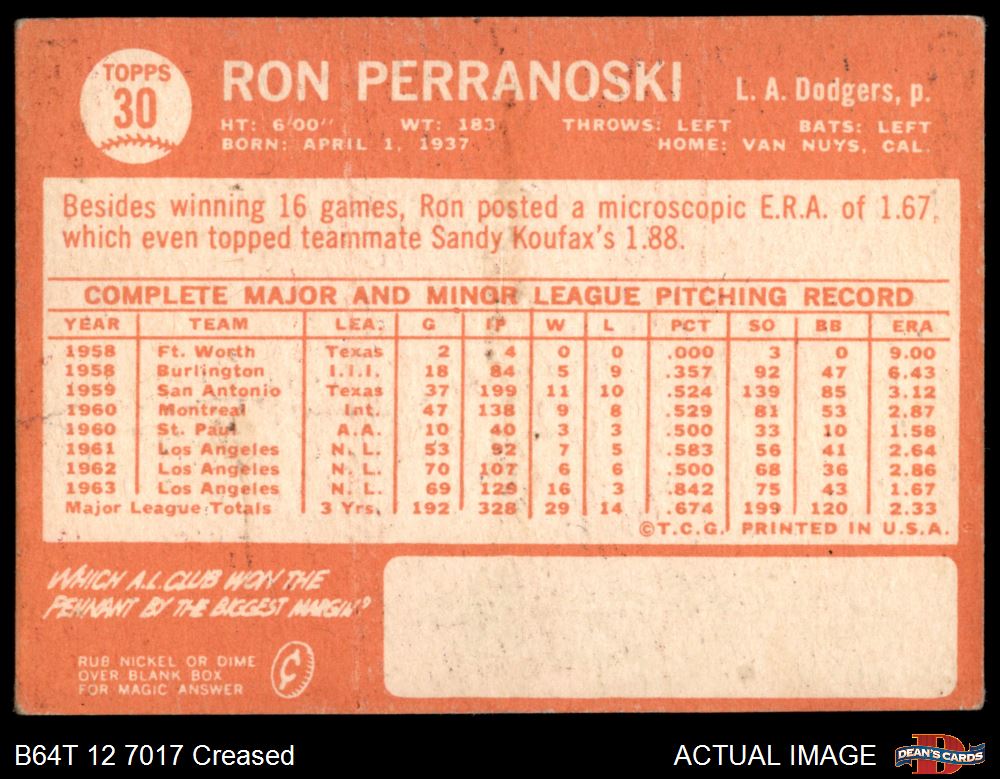 TOPPS
30
RON PERRANOSKI
L. A. Dodgers, p.
HT: 6'00" WT: 183 THROWS: LEFT BATS: LEFT
BORN: APRIL 1, 1937 HOME: VAN NUYS, CAL.
Besides winning 16 games, Ron posted a microscopic E.R.A. of 1.67,
which even topped teammate Sandy Koufax's 1.88.
COMPLETE MAJOR AND MINOR LEAGUE PITCHING RECORD
YEAR TEAM LEA. G IP W L PCT SO BB ERA
1958 Ft. Worth Texas 2 4 0 0 .000 3 0 9.00
1958 Burlington I.I.I. 18 84 5 9 .357 92 47 6.43
1959 San Antonio Texas 37 199 11 10 .524 139 85 3.12
1960 Montreal Int. 47 138 9 8 .529 81 53 2.87
1960 St. Paul A.A. 10 40 3 3 .500 33 10 1.58
1961 Los Angeles N. L. 53 92 7 5 .583 56 41 2.64
1962 Los Angeles N. L. 70 107 6 6 .500 68 36 2.86
1963 Los Angeles N. L. 69 129 16 3 .842 75 43 1.67
Major League Totals 3 Yrs. 192 328 29 14 .674 199 120 2.33
©T.C.G. PRINTED IN U.S.A.
WHICH A.L. CLUB WON THE
PENNANT BY THE BIGGEST MARGIN?
RUB NICKEL OR DIME
OVER BLANK BOX
FOR MAGIC ANSWER
¢
B64T 12 7017 Creased
ACTUAL IMAGE
D
DEAN'S CARDS